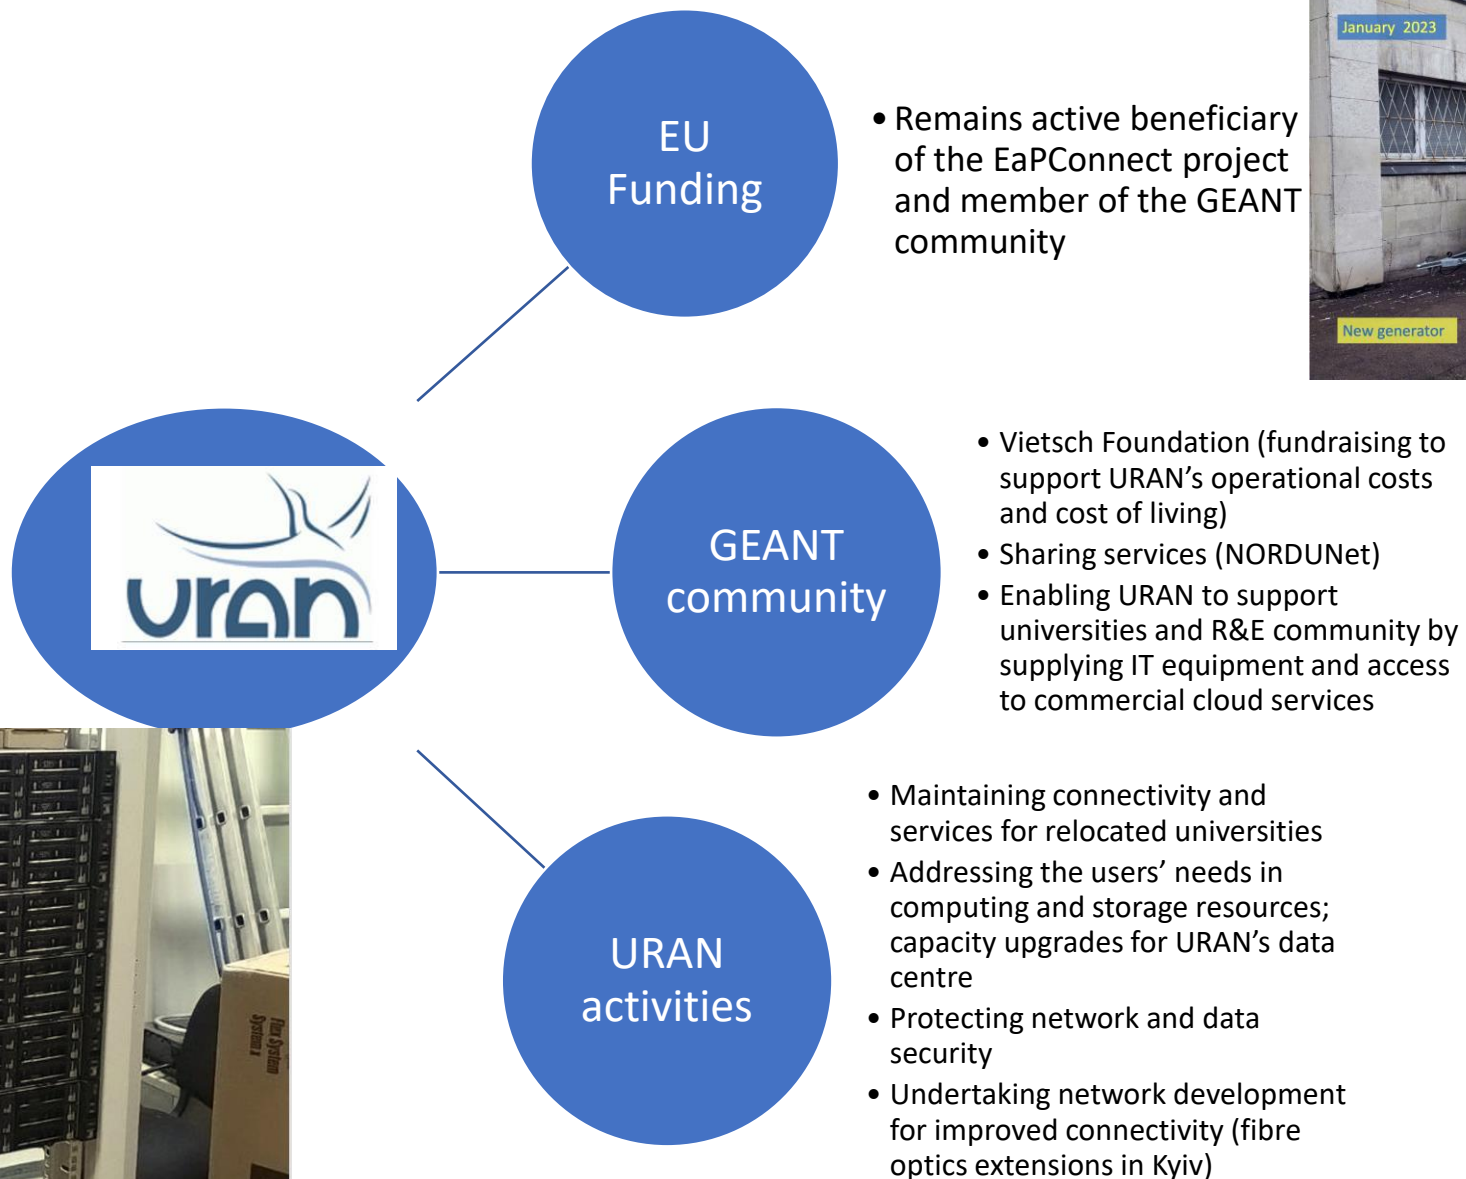 January 2023
New generator
EU
Funding
• Remains active beneficiary
of the EaPConnect project
and member of the GEANT
community
uran
GEANT
community
• Vietsch Foundation (fundraising to
support URAN’s operational costs
and cost of living)
• Sharing services (NORDUNet)
• Enabling URAN to support
universities and R&E community by
supplying IT equipment and access
to commercial cloud services
URAN
activities
• Maintaining connectivity and
services for relocated universities
• Addressing the users’ needs in
computing and storage resources;
capacity upgrades for URAN’s data
centre
• Protecting network and data
security
• Undertaking network development
for improved connectivity (fibre
optics extensions in Kyiv)
Flex System
System x